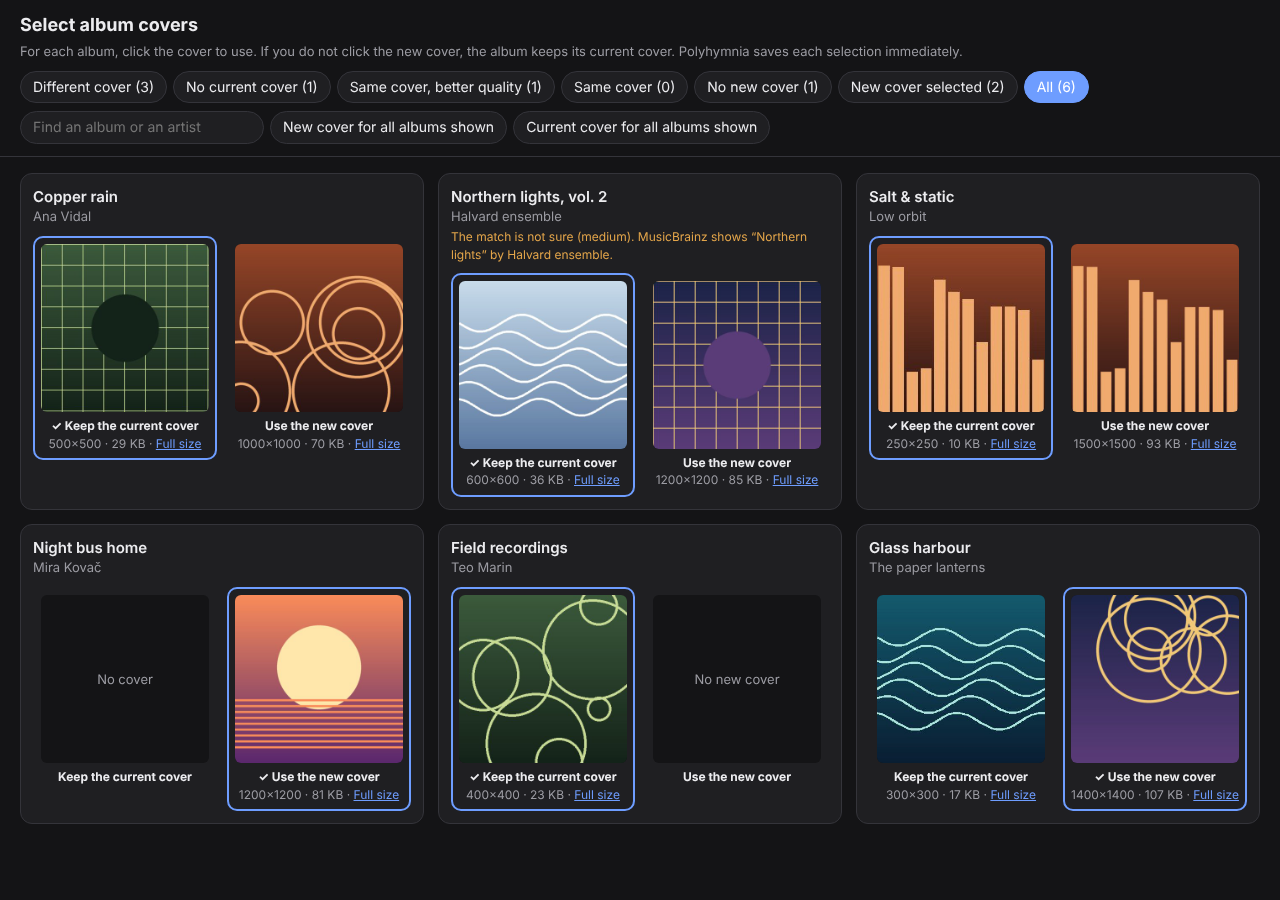 Select album covers
For each album, click the cover to use. If you do not click the new cover, the album keeps its current cover. Polyhymnia saves each selection immediately.
Different cover (3) No current cover (1) Same cover, better quality (1) Same cover (0) No new cover (1) New cover selected (2) All (6)
Find an album or an artist New cover for all albums shown Current cover for all albums shown
Copper rain
Ana Vidal
✓ Keep the current cover
500×500 · 29 KB · Full size
Use the new cover
1000×1000 · 70 KB · Full size
Northern lights, vol. 2
Halvard ensemble
The match is not sure (medium). MusicBrainz shows “Northern
lights” by Halvard ensemble.
✓ Keep the current cover
600×600 · 36 KB · Full size
Use the new cover
1200×1200 · 85 KB · Full size
Salt & static
Low orbit
✓ Keep the current cover
250×250 · 10 KB · Full size
Use the new cover
1500×1500 · 93 KB · Full size
Night bus home
Mira Kovač
No cover
Keep the current cover
✓ Use the new cover
1200×1200 · 81 KB · Full size
Field recordings
Teo Marin
✓ Keep the current cover
400×400 · 23 KB · Full size
No new cover
Use the new cover
Glass harbour
The paper lanterns
Keep the current cover
300×300 · 17 KB · Full size
✓ Use the new cover
1400×1400 · 107 KB · Full size